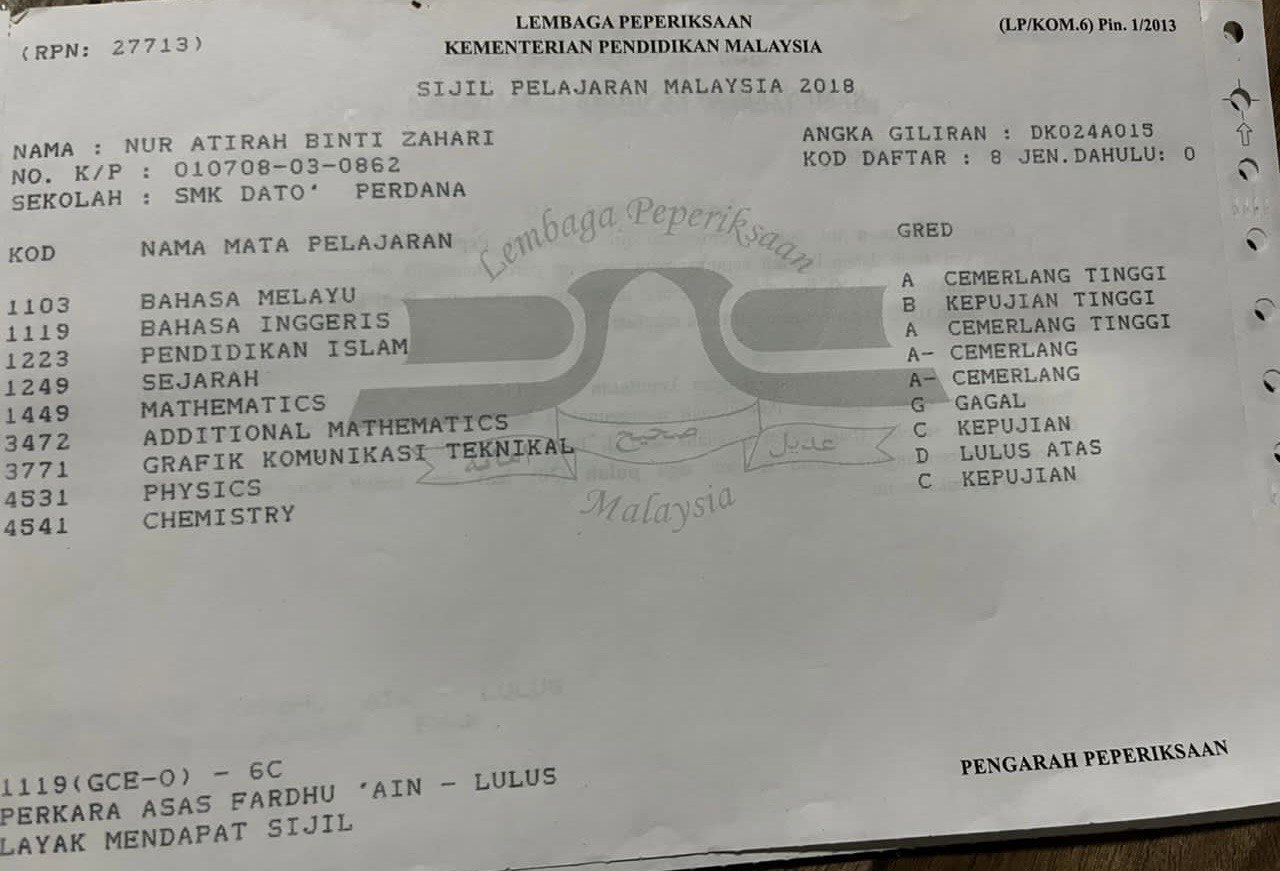 LEMBAGA PEPERIKSAAN
(LP/KOM.6) Pin. 1/2013
(RPN: 27713)
KEMENTERIAN PENDIDIKAN MALAYSIA
SIJIL PELAJARAN MALAYSIA 2018
NAMA : NUR ATIRAH BINTI ZAHARI
ANGKA GILIRAN : DK024A015
NO. K/P : 010708-03-0862
KOD DAFTAR : 8 JEN.DAHULU: 0
SEKOLAH : SMK DATO' PERDANA
Lembaga Peperiksaan
KOD NAMA MATA PELAJARAN GRED
1103 BAHASA MELAYU A CEMERLANG TINGGI
1119 BAHASA INGGERIS B KEPUJIAN TINGGI
1223 PENDIDIKAN ISLAM A CEMERLANG TINGGI
1249 SEJARAH A- CEMERLANG
1449 MATHEMATICS A- CEMERLANG
3472 ADDITIONAL MATHEMATICS G GAGAL
3771 GRAFIK KOMUNIKASI TEKNIKAL C KEPUJIAN
4531 PHYSICS D LULUS ATAS
4541 CHEMISTRY C KEPUJIAN
امانه صحيح عديل
Malaysia
1119(GCE-O) - 6C
PERKARA ASAS FARDHU 'AIN - LULUS
LAYAK MENDAPAT SIJIL
PENGARAH PEPERIKSAAN